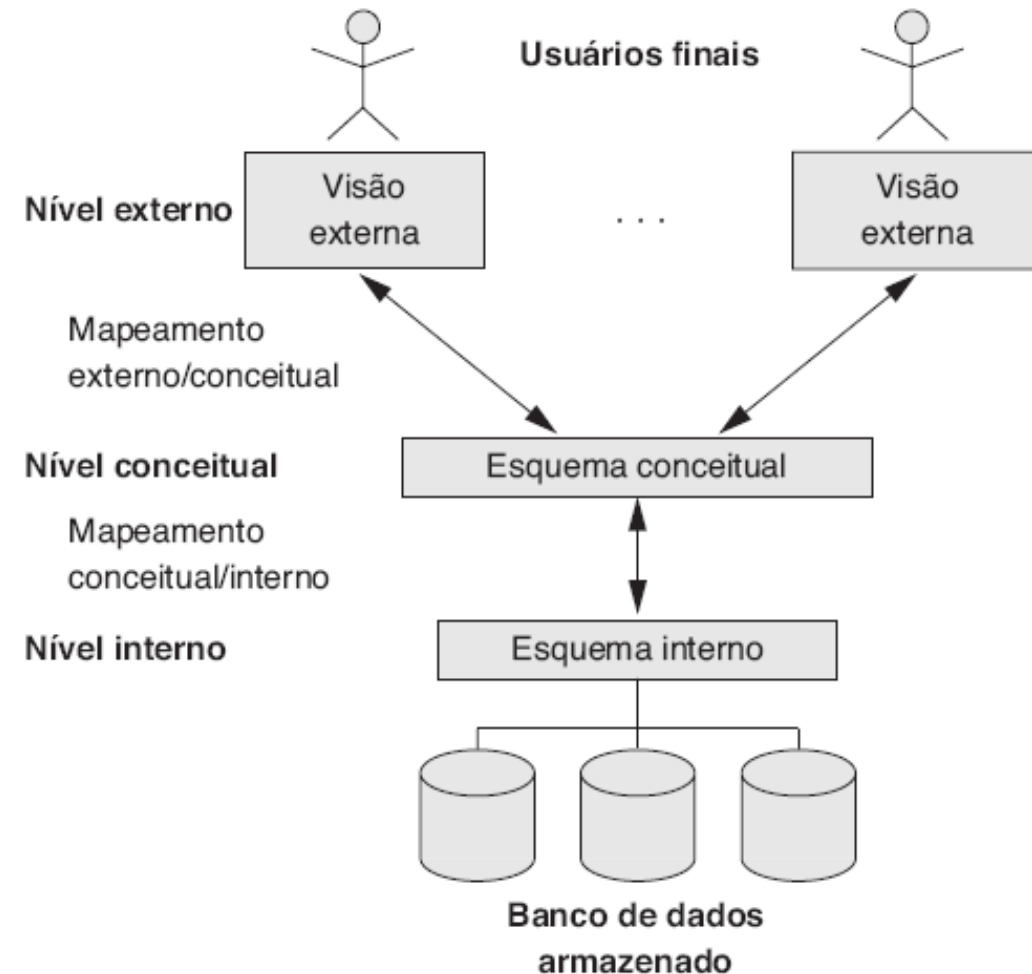 Usuários finais
Nível externo
Visão
externa
. . .
Visão
externa
Mapeamento
externo/conceitual
Nível conceitual
Esquema conceitual
Mapeamento
conceitual/interno
Nível interno
Esquema interno
Banco de dados
armazenado